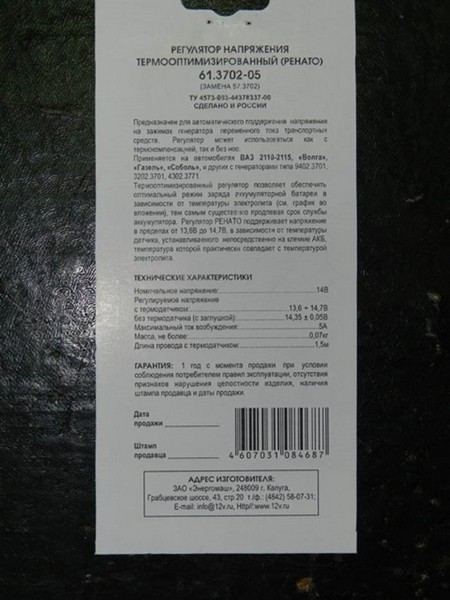 РЕГУЛЯТОР НАПРЯЖЕНИЯ
ТЕРМООПТИМИЗИРОВАННЫЙ (РЕНАТО)
61.3702-05
(ЗАМЕНА 57.3702)
ТУ 4573-003-44378337-00
СДЕЛАНО И РОССИИ
Предназначен для автоматического поддержания напряжения
на зажимах генератора переменного тока транспортных
средств. Регулятор может использоваться как с
термокомпенсацией, так и без нее.
Применяется на автомобилях ВАЗ 2110-2115, «Волга»,
«Газель», «Соболь», и других с генераторами типа 9402.3701,
3202.3701, 4302.3771.
Термооптимизированный регулятор позволяет обеспечить
оптимальный режим заряда аккумуляторной батареи в
зависимости от температуры электролита (см. график во
вложении), тем самым существенно продлевая срок службы
аккумулятора. Регулятор РЕНАТО поддерживает напряжение
в пределах от 13,6В до 14,7В, в зависимости от температуры
датчика, устанавливаемого непосредственно на клемме АКБ,
температура которой практически совпадает с температурой
электролита.
ТЕХНИЧЕСКИЕ ХАРАКТЕРИСТИКИ
Номинальное напряжение:14В
Регулируемое напряжение
с термодатчиком:13,6 ÷ 14,7В
без термодатчика (с заглушкой):14,35 ± 0,05В
Максимальный ток возбуждения:5А
Масса, не более:0,07кг
Длина провода с термодатчиком:1,5м
ГАРАНТИЯ: 1 год с момента продажи при условии
соблюдения потребителем правил эксплуатации, отсутствия
признаков нарушения целостности изделия, наличия
штампа продавца и даты продажи.
Дата
продажи
Штамп
продавца
4 607031 084687
АДРЕС ИЗГОТОВИТЕЛЯ:
ЗАО «Энергомаш», 248009 г. Калуга,
Грабцевское шоссе, 43, стр 20 т./ф.: (4842) 58-07-31;
E-mail: info@12v.ru, Http//:www.12v.ru